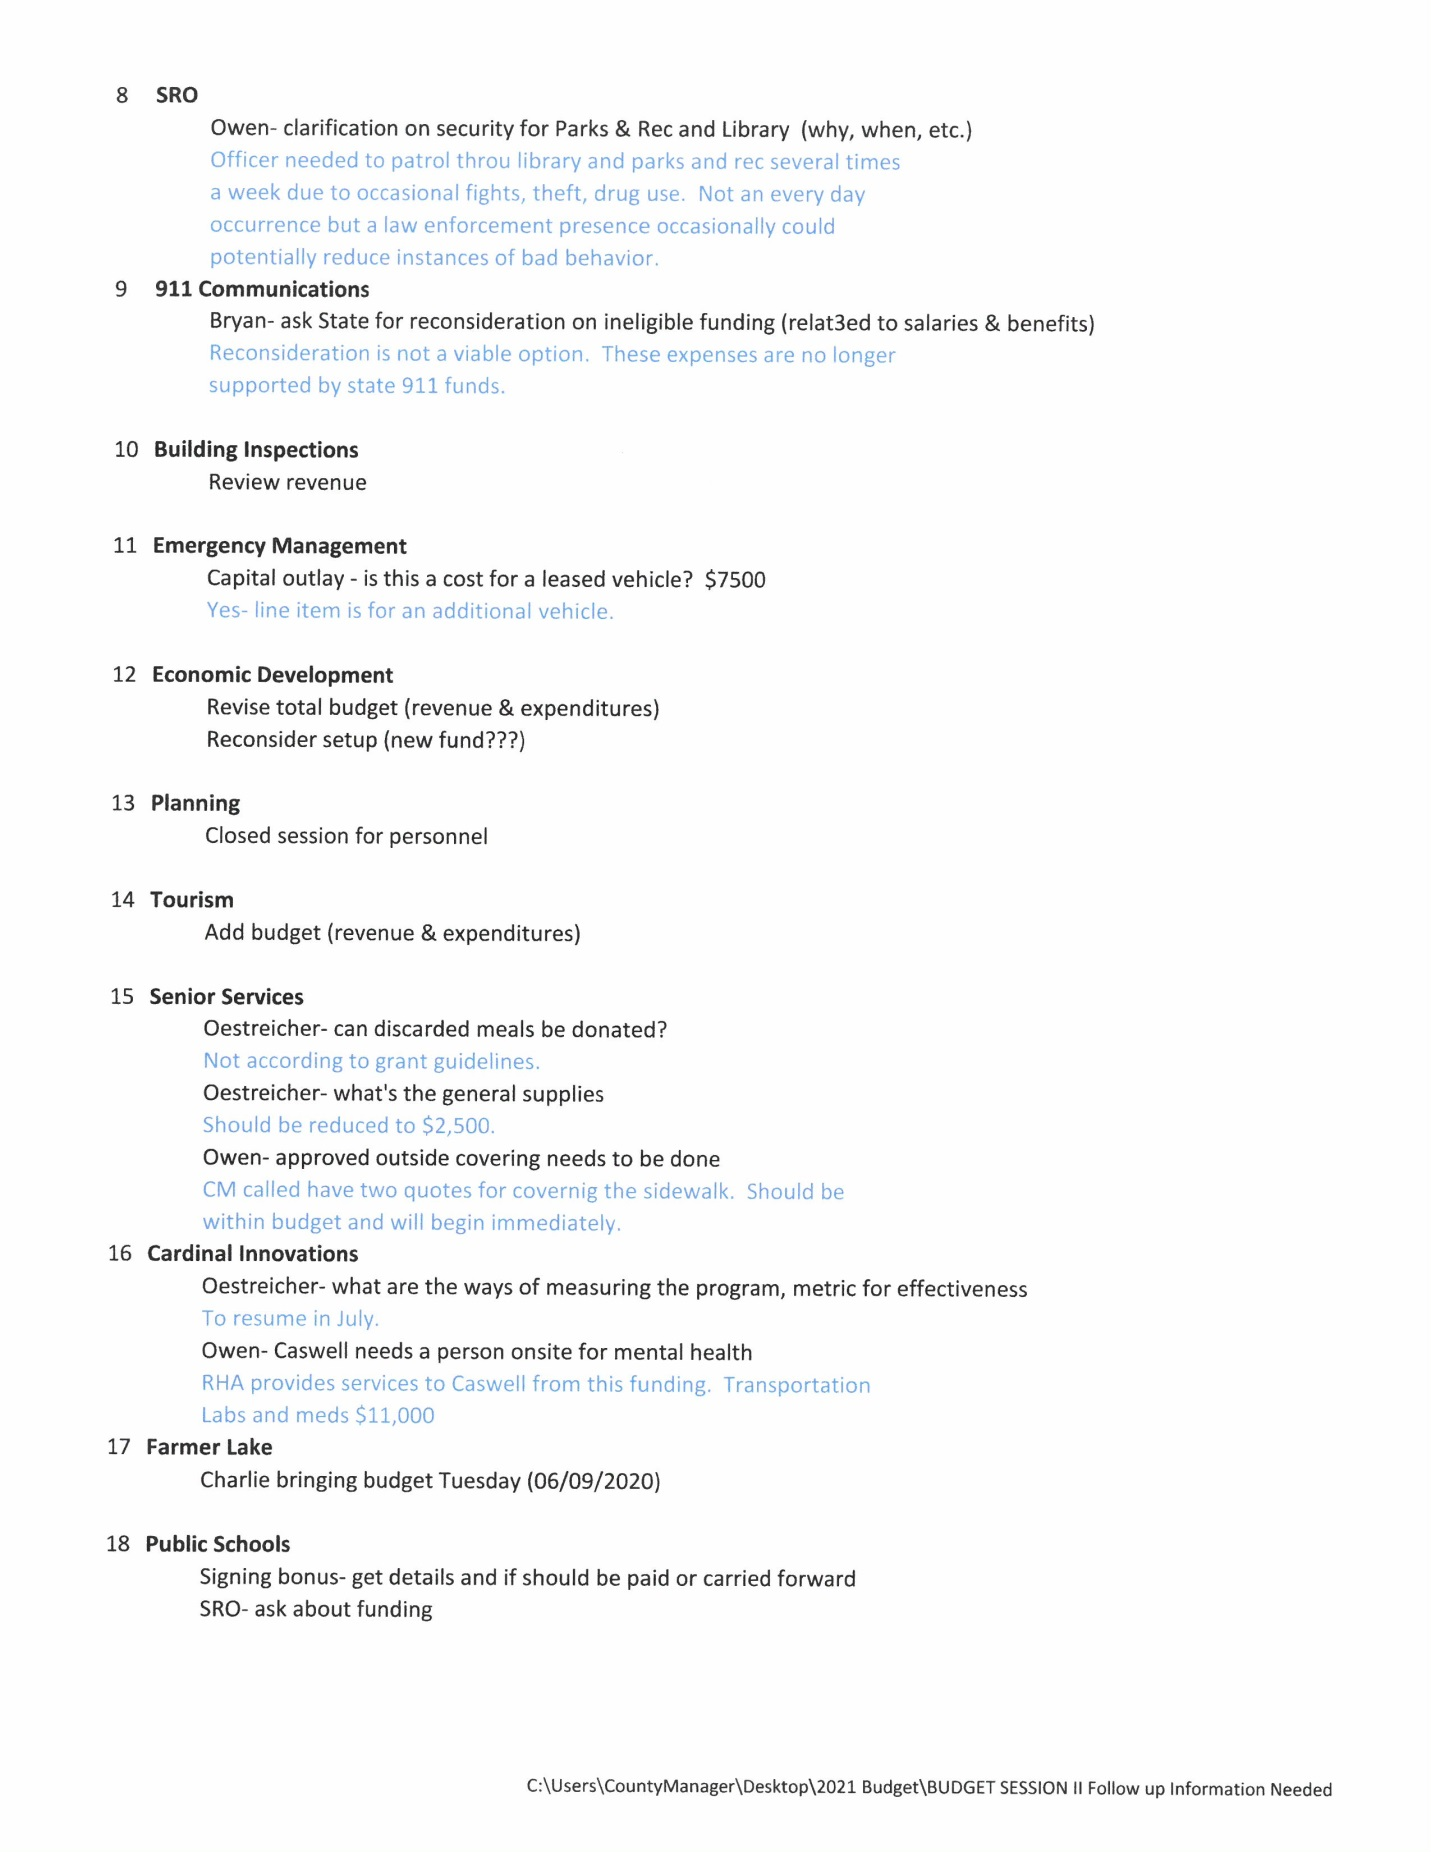 8 SRO
Owen- clarification on security for Parks & Rec and Library (why, when, etc.)
Officer needed to patrol throu library and parks and rec several times
a week due to occasional fights, theft, drug use. Not an every day
occurrence but a law enforcement presence occasionally could
potentially reduce instances of bad behavior.
9 911 Communications
Bryan- ask State for reconsideration on ineligible funding (relat3ed to salaries & benefits)
Reconsideration is not a viable option. These expenses are no longer
supported by state 911 funds.
10 Building Inspections
Review revenue
11 Emergency Management
Capital outlay - is this a cost for a leased vehicle? $7500
Yes- line item is for an additional vehicle.
12 Economic Development
Revise total budget (revenue & expenditures)
Reconsider setup (new fund???)
13 Planning
Closed session for personnel
14 Tourism
Add budget (revenue & expenditures)
15 Senior Services
Oestreicher- can discarded meals be donated?
Not according to grant guidelines.
Oestreicher- what's the general supplies
Should be reduced to $2,500.
Owen- approved outside covering needs to be done
CM called have two quotes for covernig the sidewalk. Should be
within budget and will begin immediately.
16 Cardinal Innovations
Oestreicher- what are the ways of measuring the program, metric for effectiveness
To resume in July.
Owen- Caswell needs a person onsite for mental health
RHA provides services to Caswell from this funding. Transportation
Labs and meds $11,000
17 Farmer Lake
Charlie bringing budget Tuesday (06/09/2020)
18 Public Schools
Signing bonus- get details and if should be paid or carried forward
SRO- ask about funding
C:\Users\CountyManager\Desktop\2021 Budget\BUDGET SESSION II Follow up Information Needed